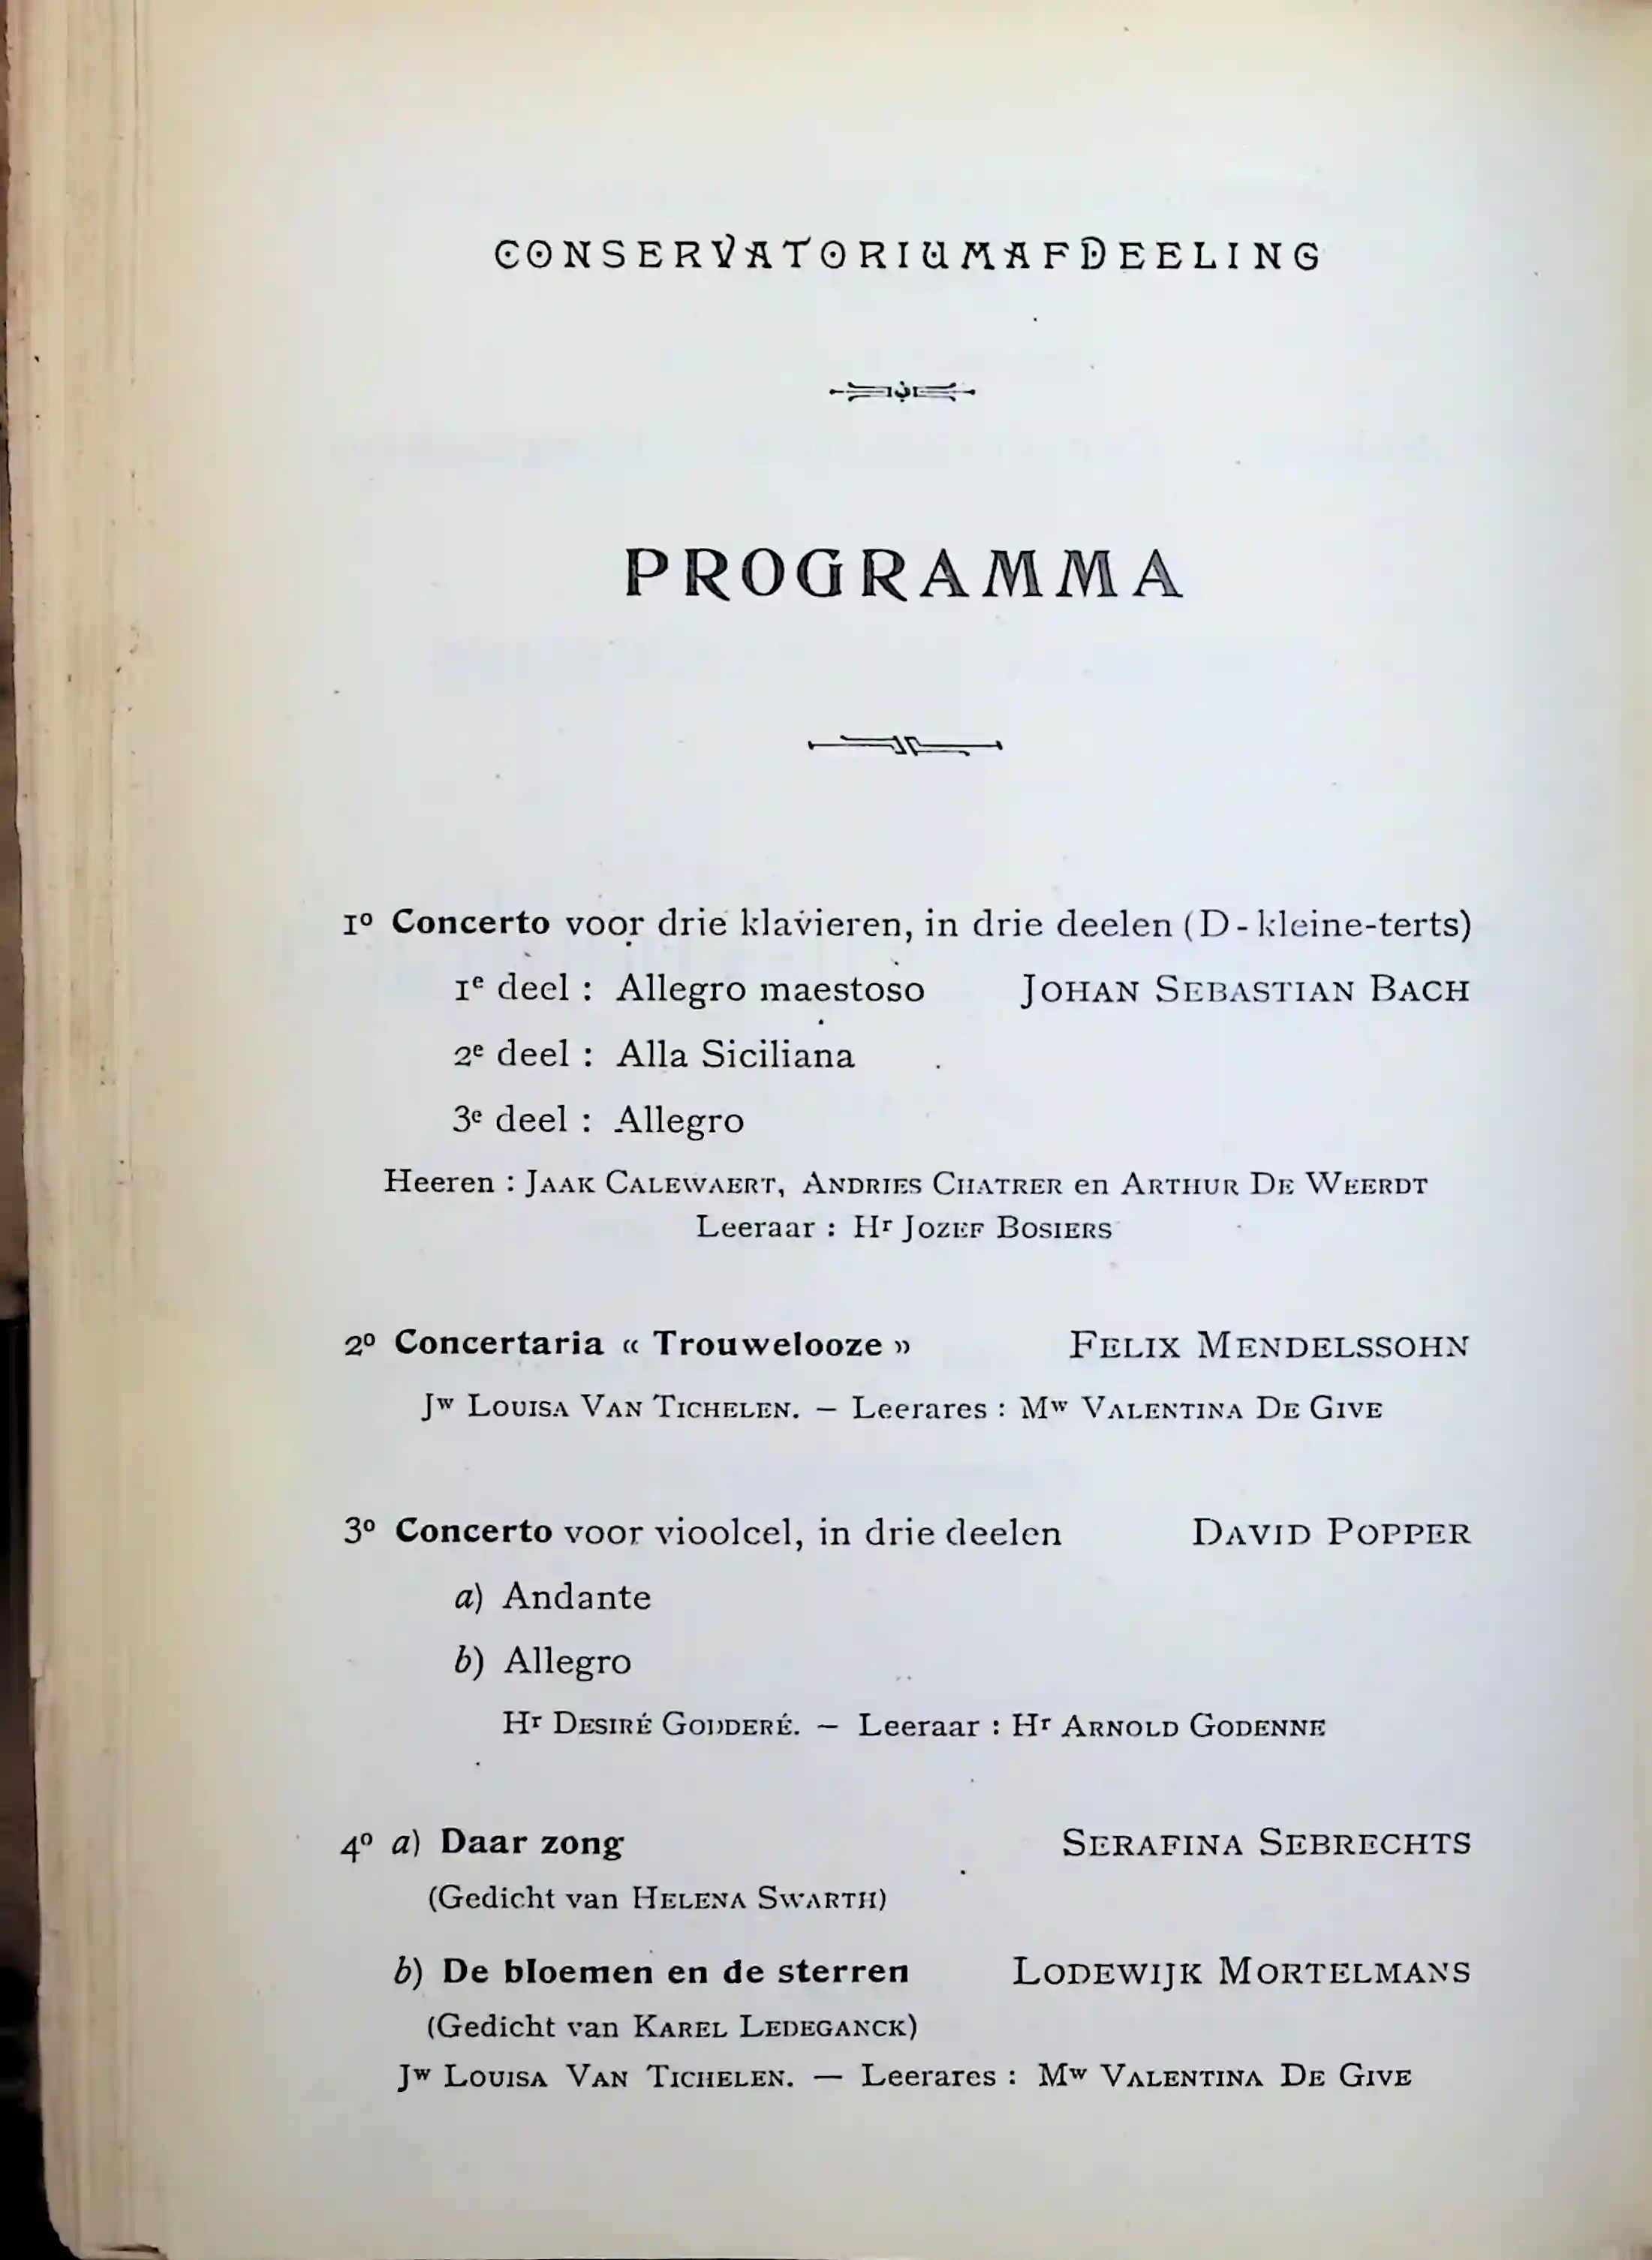 CONSERVATORIUMAFDEELING
PROGRAMMA
1º Concerto voor drie klavieren, in drie deelen (D-kleine-terts)
1e deel : Allegro maestoso JOHAN SEBASTIAN BACH
2e deel : Alla Siciliana
3e deel : Allegro
Heeren : JAAK CALEWAERT, ANDRIES CHATRER en ARTHUR DE WEERDT
Leeraar : Hr JOZEF BOSIERS
2º Concertaria « Trouwelooze » FELIX MENDELSSOHN
Jw LOUISA VAN TICHELEN. — Leerares : Mw VALENTINA DE GIVE
3º Concerto voor vioolcel, in drie deelen DAVID POPPER
a) Andante
b) Allegro
Hr DESIRÉ GODDERÉ. — Leeraar : Hr ARNOLD GODENNE
4º a) Daar zong SERAFINA SEBRECHTS
(Gedicht van HELENA SWARTH)
b) De bloemen en de sterren LODEWIJK MORTELMANS
(Gedicht van KAREL LEDEGANCK)
Jw LOUISA VAN TICHELEN. — Leerares : Mw VALENTINA DE GIVE